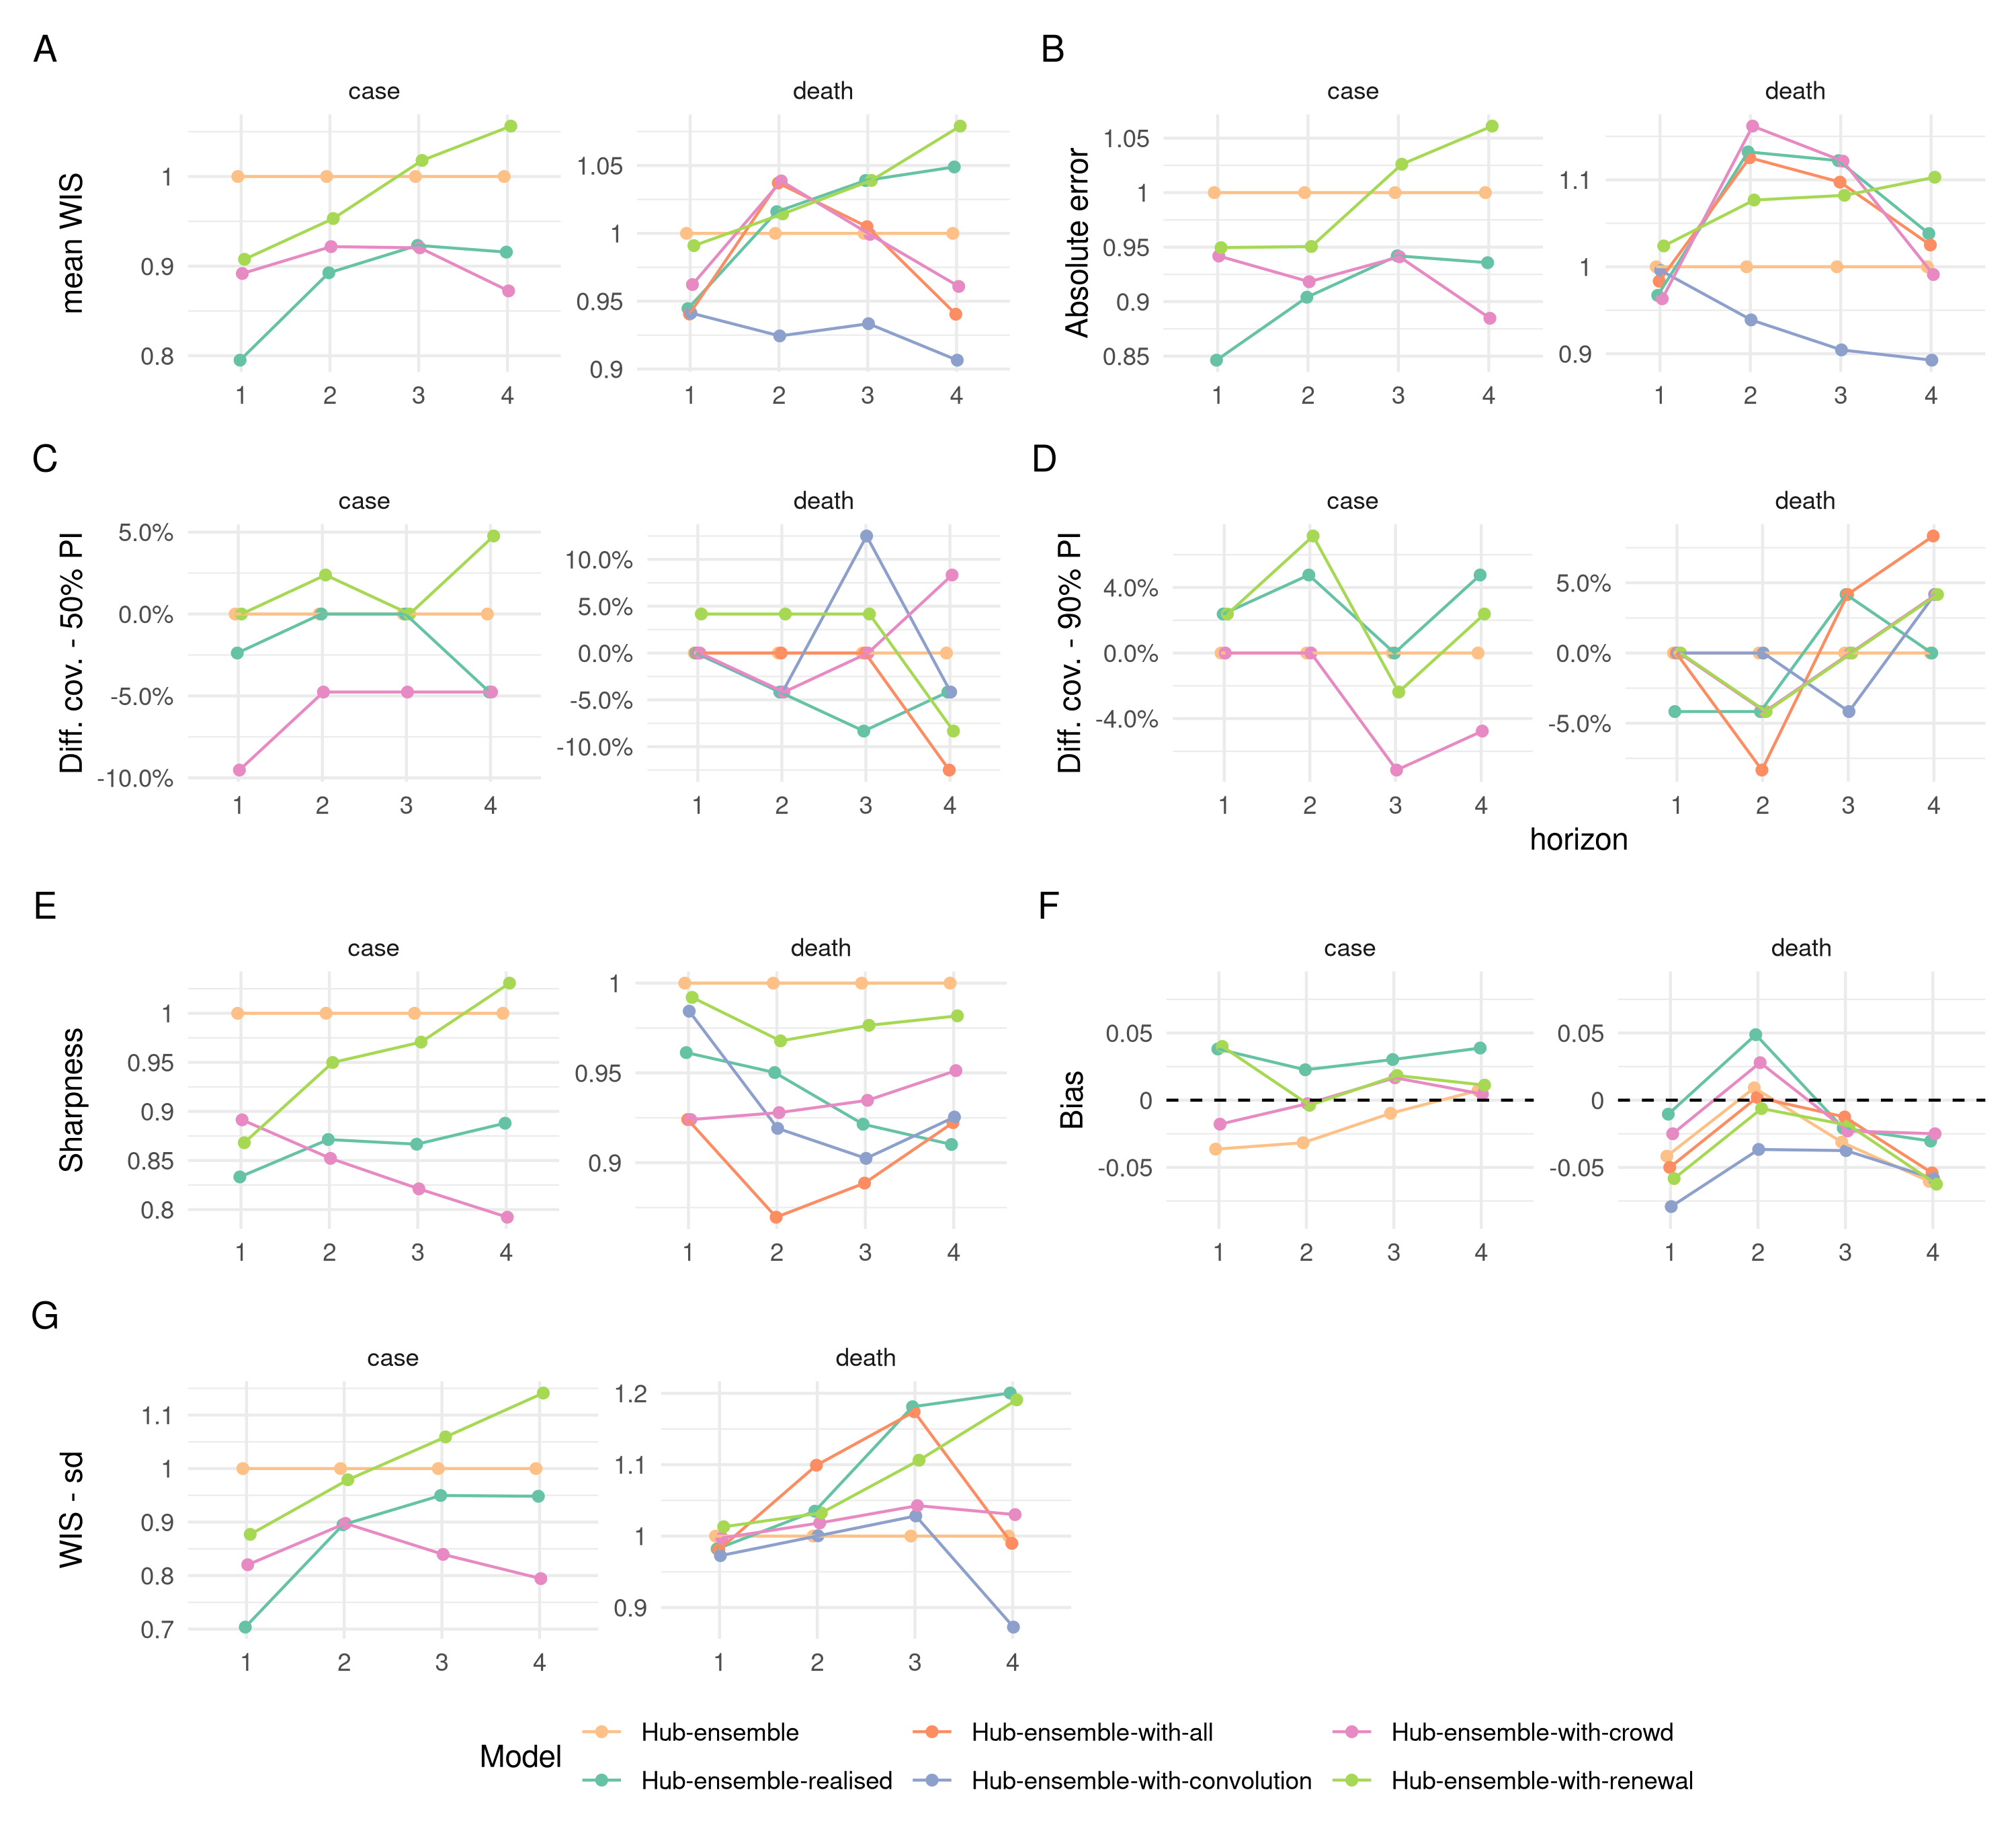 A
case
death
mean WIS
1
0.9
0.8
1 2 3 4
1.05
1
0.95
0.9
1 2 3 4
B
case
death
Absolute error
1.05
1
0.95
0.9
0.85
1 2 3 4
1.1
1
0.9
1 2 3 4
C
case
death
Diff. cov. - 50% PI
5.0%
0.0%
-5.0%
-10.0%
1 2 3 4
10.0%
5.0%
0.0%
-5.0%
-10.0%
1 2 3 4
D
case
death
Diff. cov. - 90% PI
4.0%
0.0%
-4.0%
1 2 3 4
5.0%
0.0%
-5.0%
1 2 3 4
horizon
E
case
death
Sharpness
1
0.95
0.9
0.85
0.8
1 2 3 4
1
0.95
0.9
1 2 3 4
F
case
death
Bias
0.05
0
-0.05
1 2 3 4
0.05
0
-0.05
1 2 3 4
G
case
death
WIS - sd
1.1
1
0.9
0.8
0.7
1 2 3 4
1.2
1.1
1
0.9
1 2 3 4
Model
Hub-ensemble
Hub-ensemble-with-all
Hub-ensemble-with-crowd
Hub-ensemble-realised
Hub-ensemble-with-convolution
Hub-ensemble-with-renewal